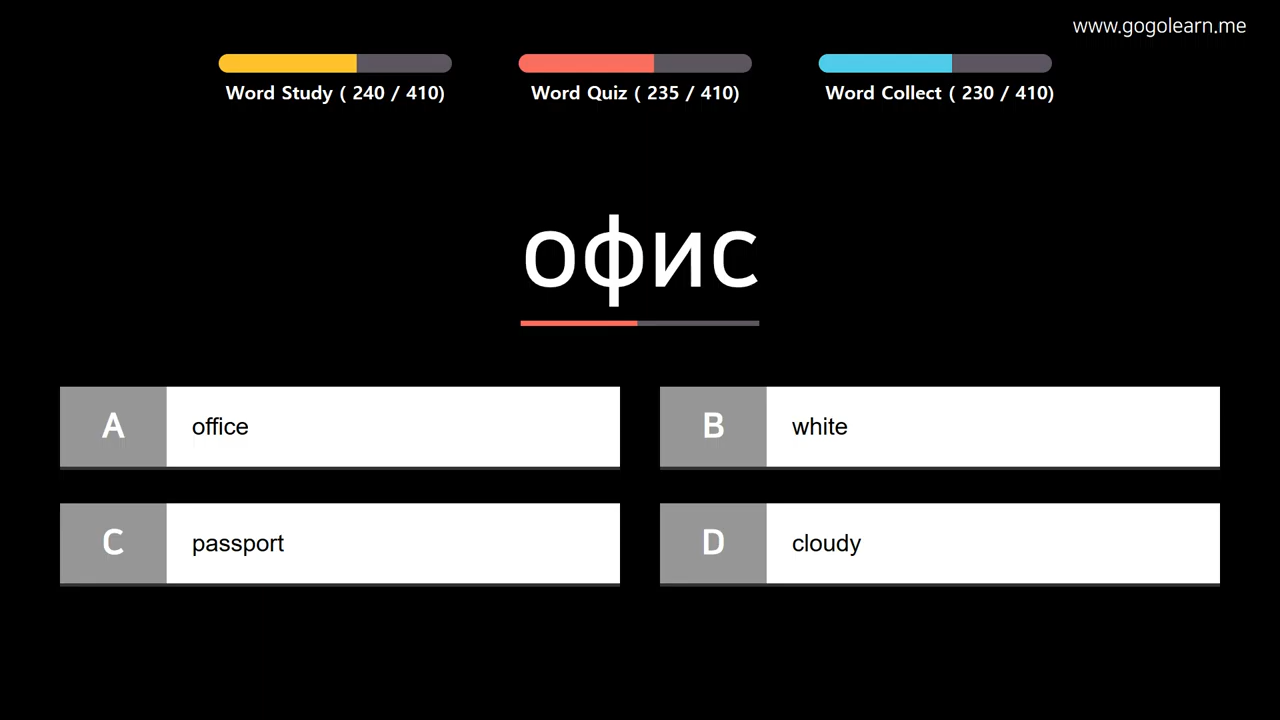 www.gogolearn.me
Word Study ( 240 / 410)
Word Quiz ( 235 / 410)
Word Collect ( 230 / 410)
офис
A office
B white
C passport
D cloudy